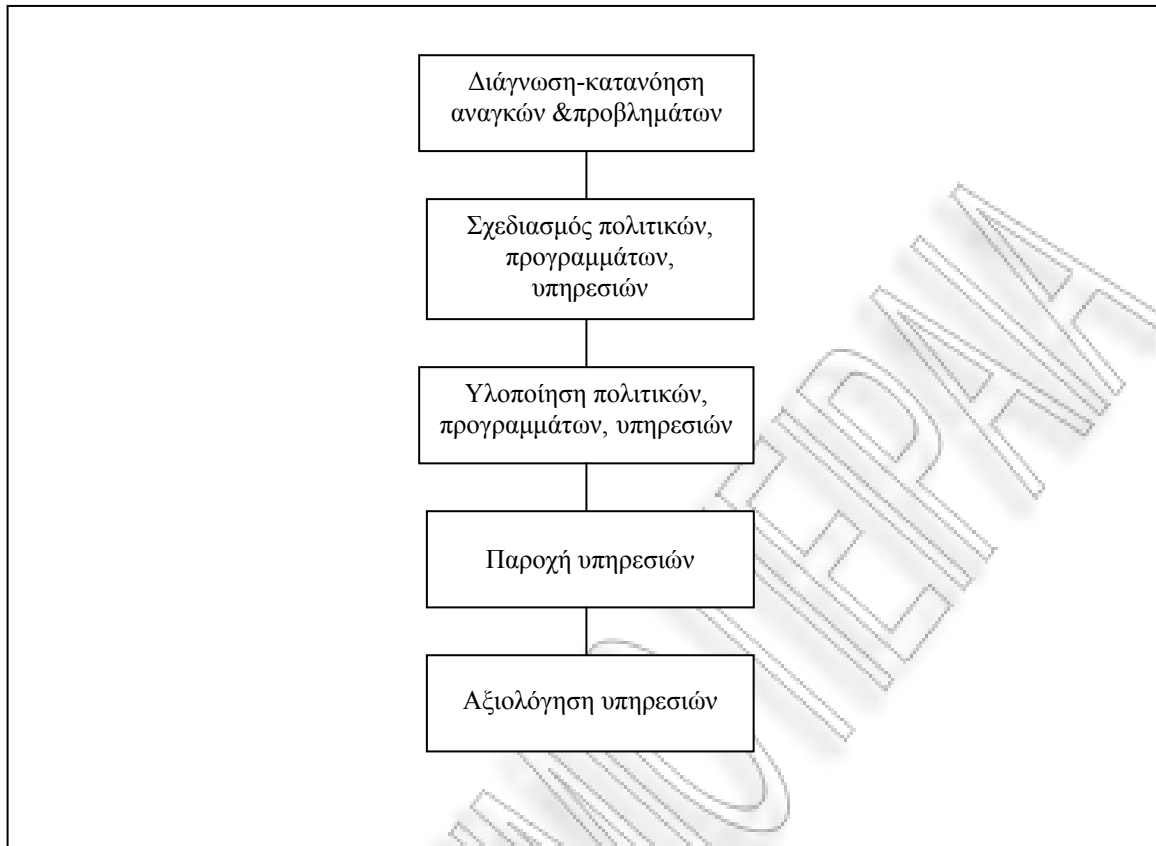 Διάγνωση-κατανόηση
αναγκών &προβλημάτων
Σχεδιασμός πολιτικών,
προγραμμάτων,
υπηρεσιών
Υλοποίηση πολιτικών,
προγραμμάτων, υπηρεσιών
Παροχή υπηρεσιών
Αξιολόγηση υπηρεσιών